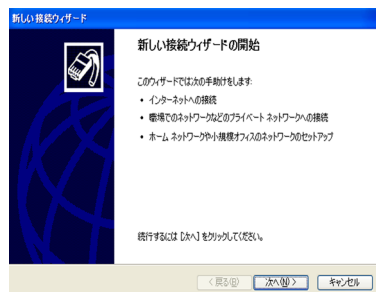 新しい接続ウィザード
新しい接続ウィザードの開始
このウィザードでは次の手助けをします:
• インターネットへの接続
• 職場でのネットワークなどのプライベート ネットワークへの接続
• ホーム ネットワークや小規模オフィスのネットワークのセットアップ
続行するには [次へ] をクリックしてください。
< 戻る(B) 次へ(N) > キャンセル